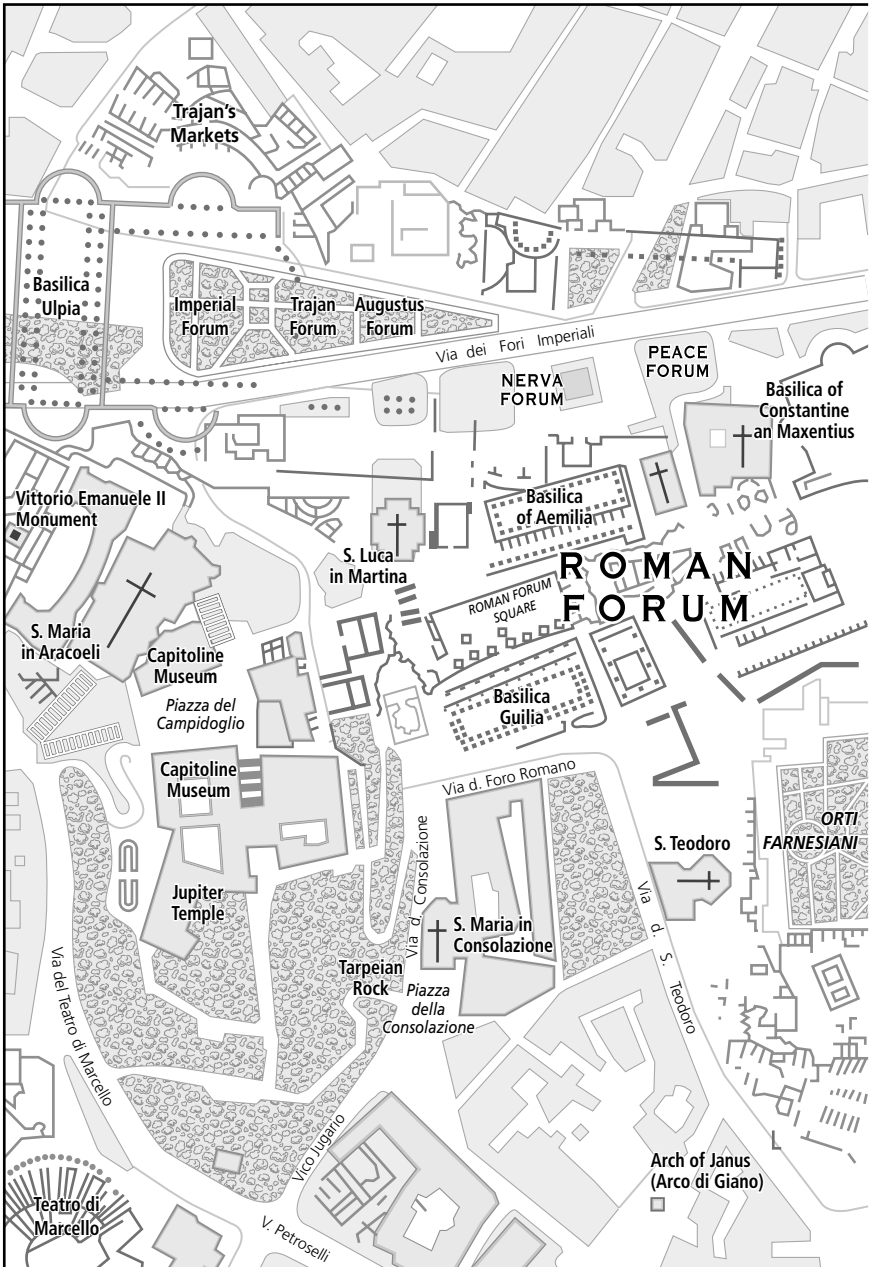 Trajan's
Markets
Basilica
Ulpia
Imperial
Forum
Trajan
Forum
Augustus
Forum
Via dei Fori Imperiali
PEACE
FORUM
NERVA
FORUM
Basilica of
Constantine
an Maxentius
Vittorio Emanuele II
Monument
Basilica
of Aemilia
S. Luca
in Martina
ROMAN
FORUM
ROMAN FORUM
SQUARE
S. Maria
in Aracoeli
Capitoline
Museum
Piazza del
Campidoglio
Basilica
Guilia
Capitoline
Museum
Via d. Foro Romano
ORTI
FARNESIANI
S. Teodoro
Via d. Consolazione
Jupiter
Temple
S. Maria in
Consolazione
Via d. S. Teodoro
Tarpeian
Rock
Piazza
della
Consolazione
Via del Teatro di Marcello
Vico Jugario
Arch of Janus
(Arco di Giano)
Teatro di
Marcello
V. Petroselli